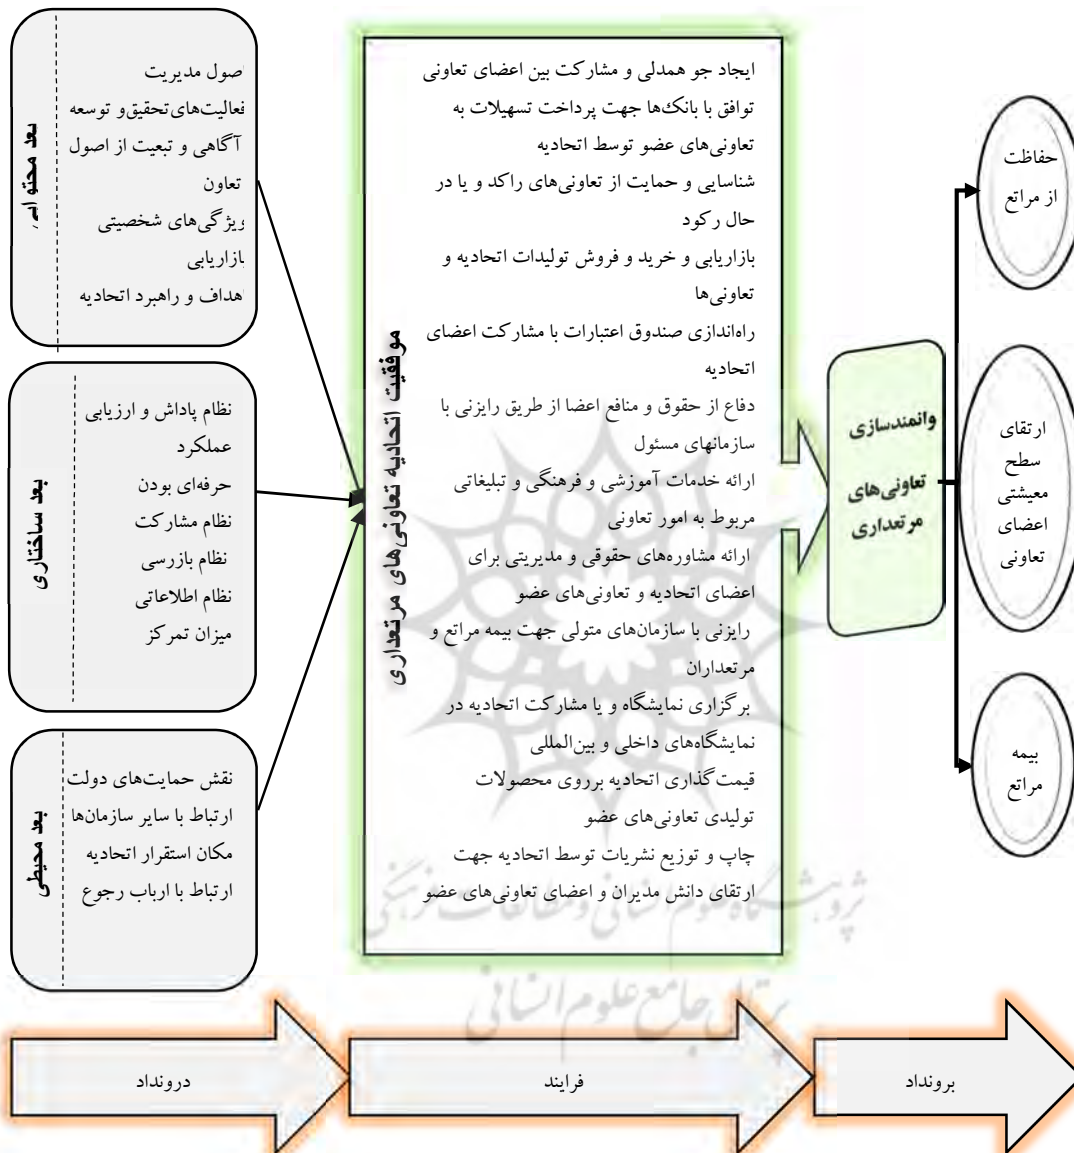 بعد محتوایی
اصول مدیریت
فعالیت‌های تحقیق و توسعه
آگاهی و تبعیت از اصول
تعاون
ویژگی‌های شخصیتی
بازاریابی
اهداف و راهبرد اتحادیه
بعد ساختاری
نظام پاداش و ارزیابی
عملکرد
حرفه‌ای بودن
نظام مشارکت
نظام بازرسی
نظام اطلاعاتی
میزان تمرکز
بعد محیطی
نقش حمایت‌های دولت
ارتباط با سایر سازمان‌ها
مکان استقرار اتحادیه
ارتباط با ارباب رجوع
موفقیت اتحادیه تعاونی‌های مرتعداری
ایجاد جو همدلی و مشارکت بین اعضای تعاونی
توافق با بانک‌ها جهت پرداخت تسهیلات به
تعاونی‌های عضو توسط اتحادیه
شناسایی و حمایت از تعاونی‌های راکد و یا در
حال رکود
بازاریابی و خرید و فروش تولیدات اتحادیه و
تعاونی‌ها
راه‌اندازی صندوق اعتبارات با مشارکت اعضای
اتحادیه
دفاع از حقوق و منافع اعضا از طریق رایزنی با
سازمانهای مسئول
ارائه خدمات آموزشی و فرهنگی و تبلیغاتی
مربوط به امور تعاونی
ارائه مشاوره‌های حقوقی و مدیریتی برای
اعضای اتحادیه و تعاونی‌های عضو
رایزنی با سازمان‌های متولی جهت بیمه مراتع و
مرتعداران
برگزاری نمایشگاه و یا مشارکت اتحادیه در
نمایشگاه‌های داخلی و بین‌المللی
قیمت‌گذاری اتحادیه برروی محصولات
تولیدی تعاونی‌های عضو
چاپ و توزیع نشریات توسط اتحادیه جهت
ارتقای دانش مدیران و اعضای تعاونی‌های عضو
وانمندسازی
تعاونی‌های
مرتعداری
حفاظت
از مراتع
ارتقای
سطح
معیشتی
اعضای
تعاونی
بیمه
مراتع
پژوهشگاه علوم انسانی و مطالعات فرهنگی
پرتال جامع علوم انسانی
درونداد
فرایند
برونداد